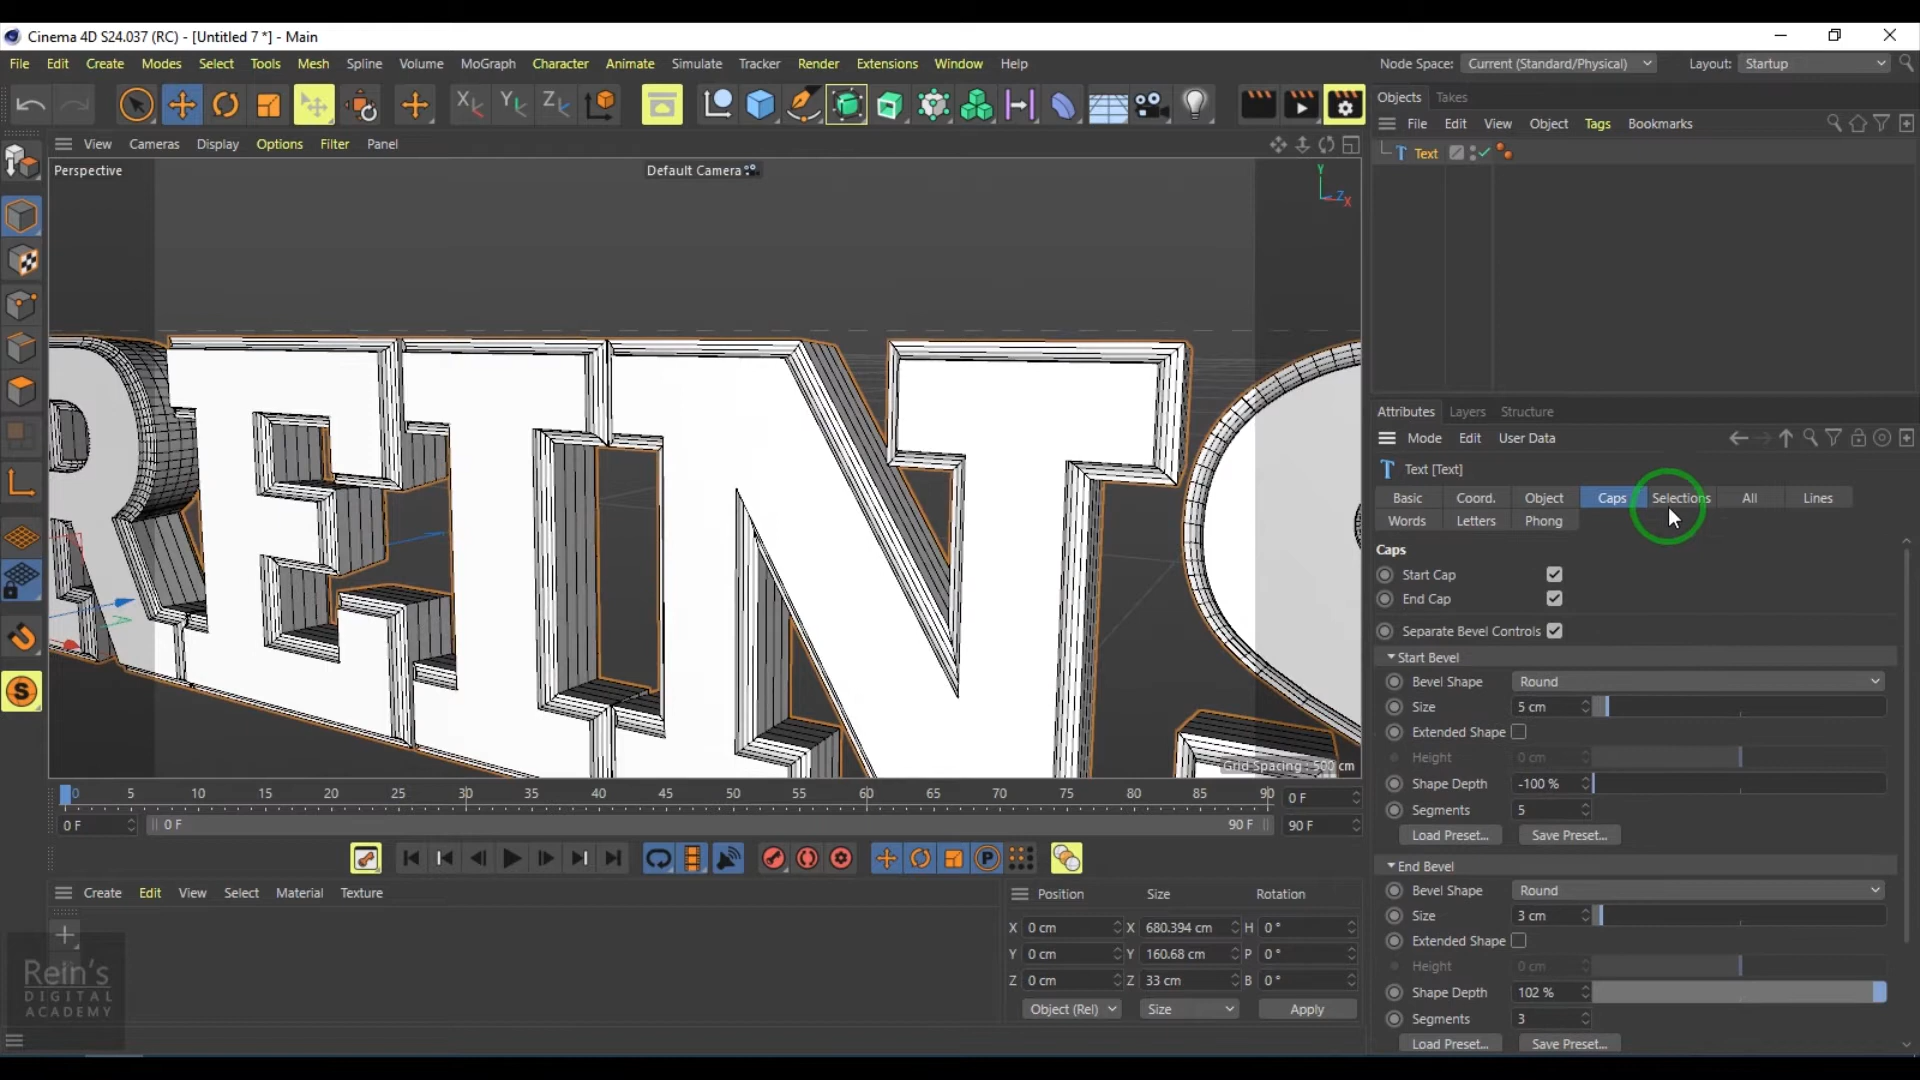 Cinema 4D S24.037 (RC) - [Untitled 7 *] - Main
File Edit Create Modes Select Tools Mesh Spline Volume MoGraph Character Animate Simulate Tracker Render Extensions Window Help Node Space: Current (Standard/Physical) Layout: Startup
X Y Z
Objects Takes
View Cameras Display Options Filter Panel
File Edit View Object Tags Bookmarks
Text
Perspective
Default Camera
Y
Z
X
REINT
Grid Spacing : 500 cm
Attributes Layers Structure
Mode Edit User Data
Text [Text]
Basic Coord. Object Caps Selections All Lines
Words Letters Phong
Caps
Start Cap
End Cap
Separate Bevel Controls
Start Bevel
Bevel Shape Round
Size 5 cm
Extended Shape
Height 0 cm
Shape Depth -100 %
Segments 5
Load Preset... Save Preset...
End Bevel
Bevel Shape Round
Size 3 cm
Extended Shape
Height 0 cm
Shape Depth 102 %
Segments 3
Load Preset... Save Preset...
0 5 10 15 20 25 30 35 40 45 50 55 60 65 70 75 80 85 90 0 F
0 F 0 F 90 F 90 F
P
S
Create Edit View Select Material Texture
Position Size Rotation
X 0 cm X 680.394 cm H 0 °
Y 0 cm Y 160.68 cm P 0 °
Z 0 cm Z 33 cm B 0 °
Object (Rel) Size Apply
Rein's
DIGITAL
ACADEMY